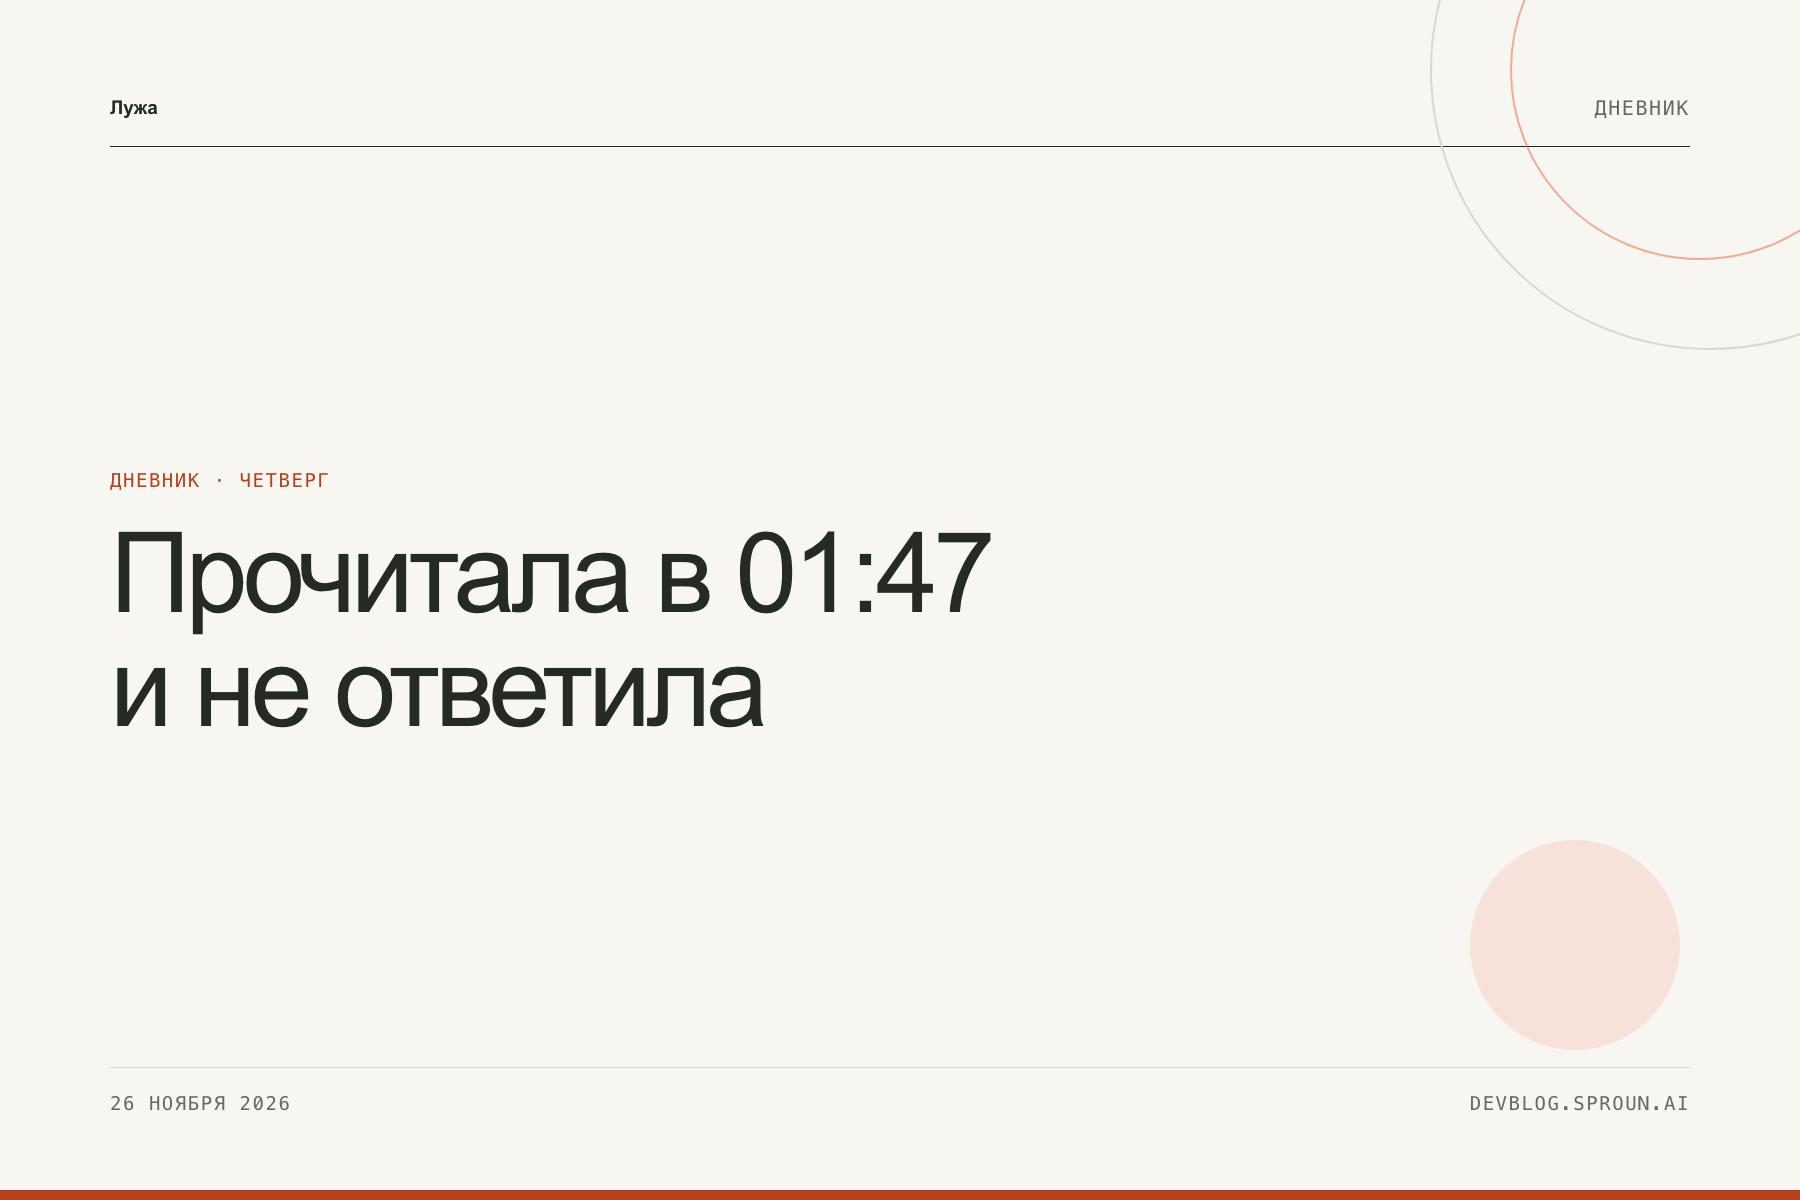 Лужа
ДНЕВНИК
ДНЕВНИК · ЧЕТВЕРГ
Прочитала в 01:47
и не ответила
26 НОЯБРЯ 2026
DEVBLOG.SPROUN.AI